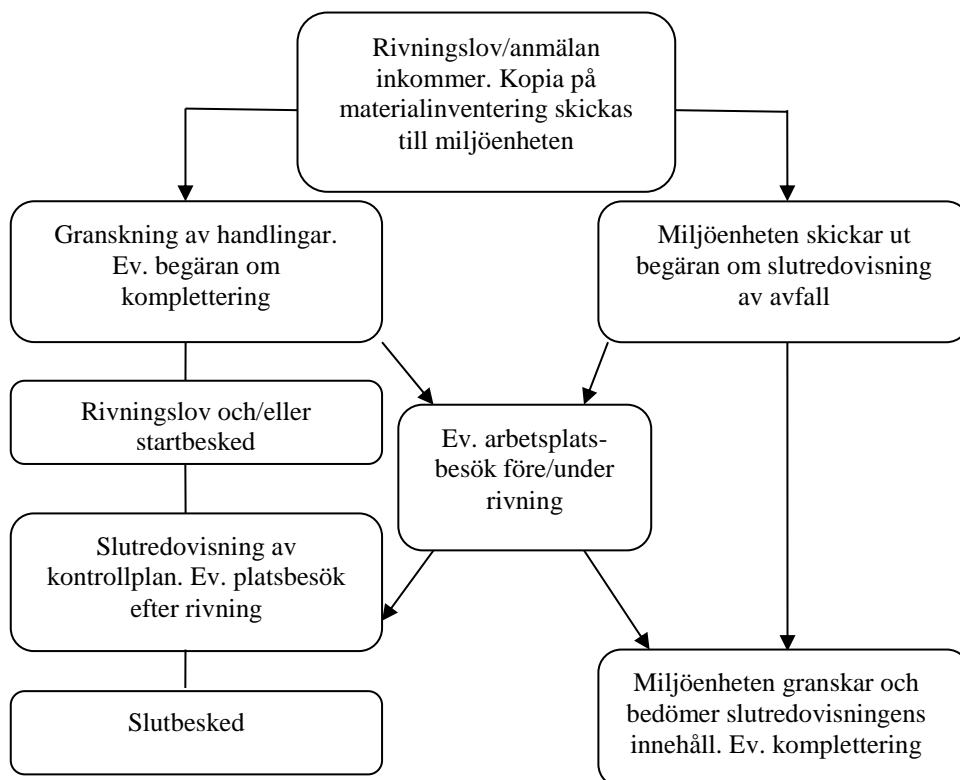 Rivningslov/anmälan
inkommer. Kopia på
materialinventering skickas
till miljöenheten
Granskning av handlingar.
Ev. begäran om
komplettering
Miljöenheten skickar ut
begäran om slutredovisning
av avfall
Rivningslov och/eller
startbesked
Ev. arbetsplats-
besök före/under
rivning
Slutredovisning av
kontrollplan. Ev. platsbesök
efter rivning
Slutbesked
Miljöenheten granskar och
bedömer slutredovisningens
innehåll. Ev. komplettering